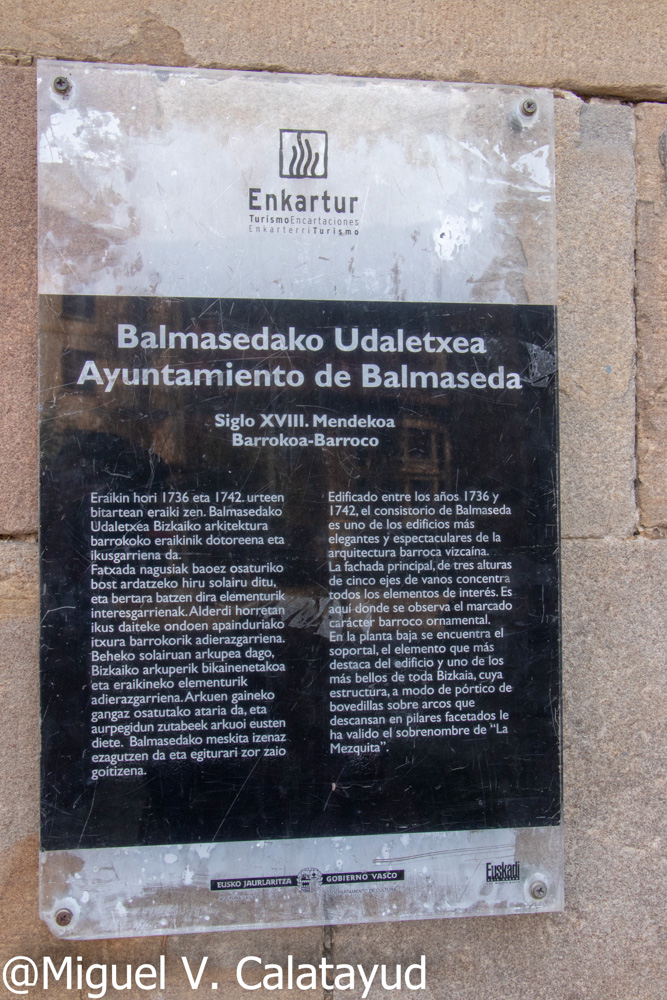 Enkartur
TurismoEncartaciones
EnkarterriTurismo
Balmasedako Udaletxea
Ayuntamiento de Balmaseda
Siglo XVIII. Mendekoa
Barrokoa-Barroco
Eraikin hori 1736 eta 1742. urteen
bitartean eraiki zen. Balmasedako
Udaletxea Bizkaiko arkitektura
barrokoko eraikinik dotoreena eta
ikusgarriena da.
Fatxada nagusiak baoez osaturiko
bost ardatzeko hiru solairu ditu,
eta bertara batzen dira elementurik
interesgarrienak. Alderdi horretan
ikus daiteke ondoen apainduriako
itxura barrokorik adierazgarriena.
Beheko solairuan arkupea dago,
Bizkaiko arkuperik bikainenetakoa
eta eraikineko elementurik
adierazgarriena. Arkuen gaineko
gangaz osatutako ataria da, eta
aurpegidun zutabeek arkuoi eusten
diete. Balmasedako meskita izenaz
ezagutzen da eta egiturari zor zaio
goitizena.
Edificado entre los años 1736 y
1742, el consistorio de Balmaseda
es uno de los edificios más
elegantes y espectaculares de la
arquitectura barroca vizcaína.
La fachada principal, de tres alturas
de cinco ejes de vanos concentra
todos los elementos de interés. Es
aquí donde se observa el marcado
carácter barroco ornamental.
En la planta baja se encuentra el
soportal, el elemento que más
destaca del edificio y uno de los
más bellos de toda Bizkaia, cuya
estructura, a modo de pórtico de
bovedillas sobre arcos que
descansan en pilares facetados le
ha valido el sobrenombre de “La
Mezquita”.
EUSKO JAURLARITZA GOBIERNO VASCO
Euskadi
@Miguel V. Calatayud